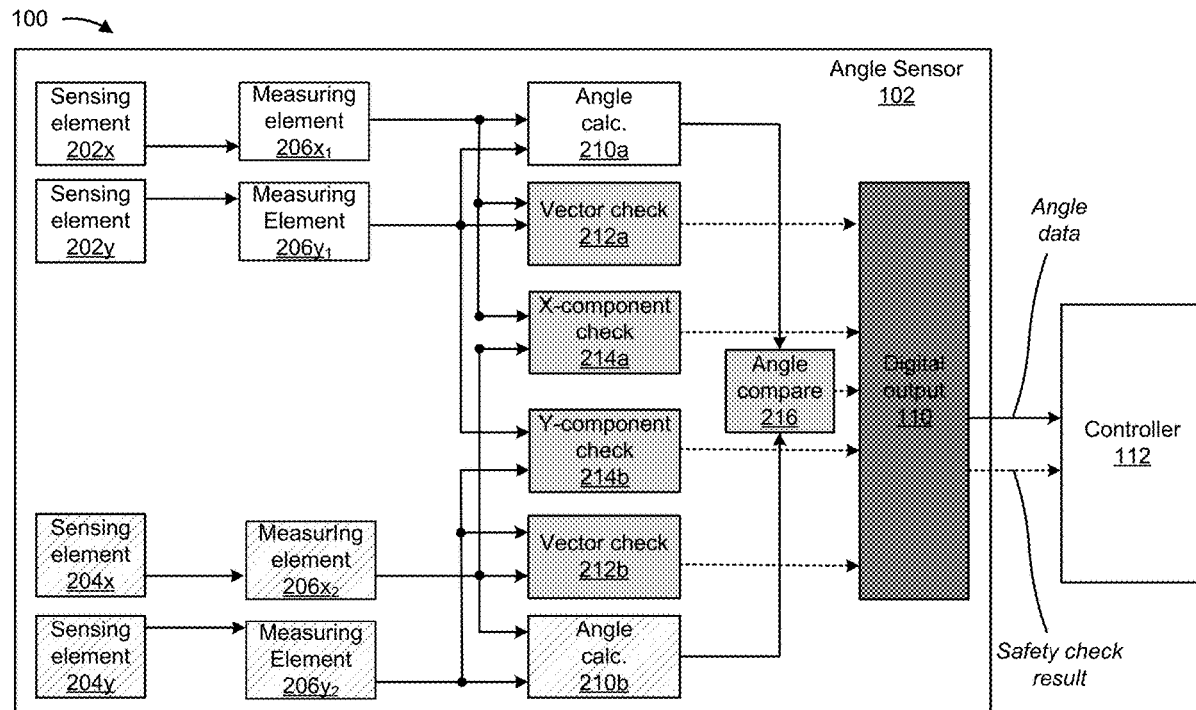 100
Angle Sensor
102
Sensing
element
202x
Measuring
element
206x₁
Angle
calc.
210a
Sensing
element
202y
Measuring
Element
206y₁
Vector check
212a
X-component
check
214a
Angle
compare
216
Digital
output
110
Angle
data
Controller
112
Y-component
check
214b
Sensing
element
204x
Measuring
element
206x₂
Vector check
212b
Sensing
element
204y
Measuring
Element
206y₂
Angle
calc.
210b
Safety check
result